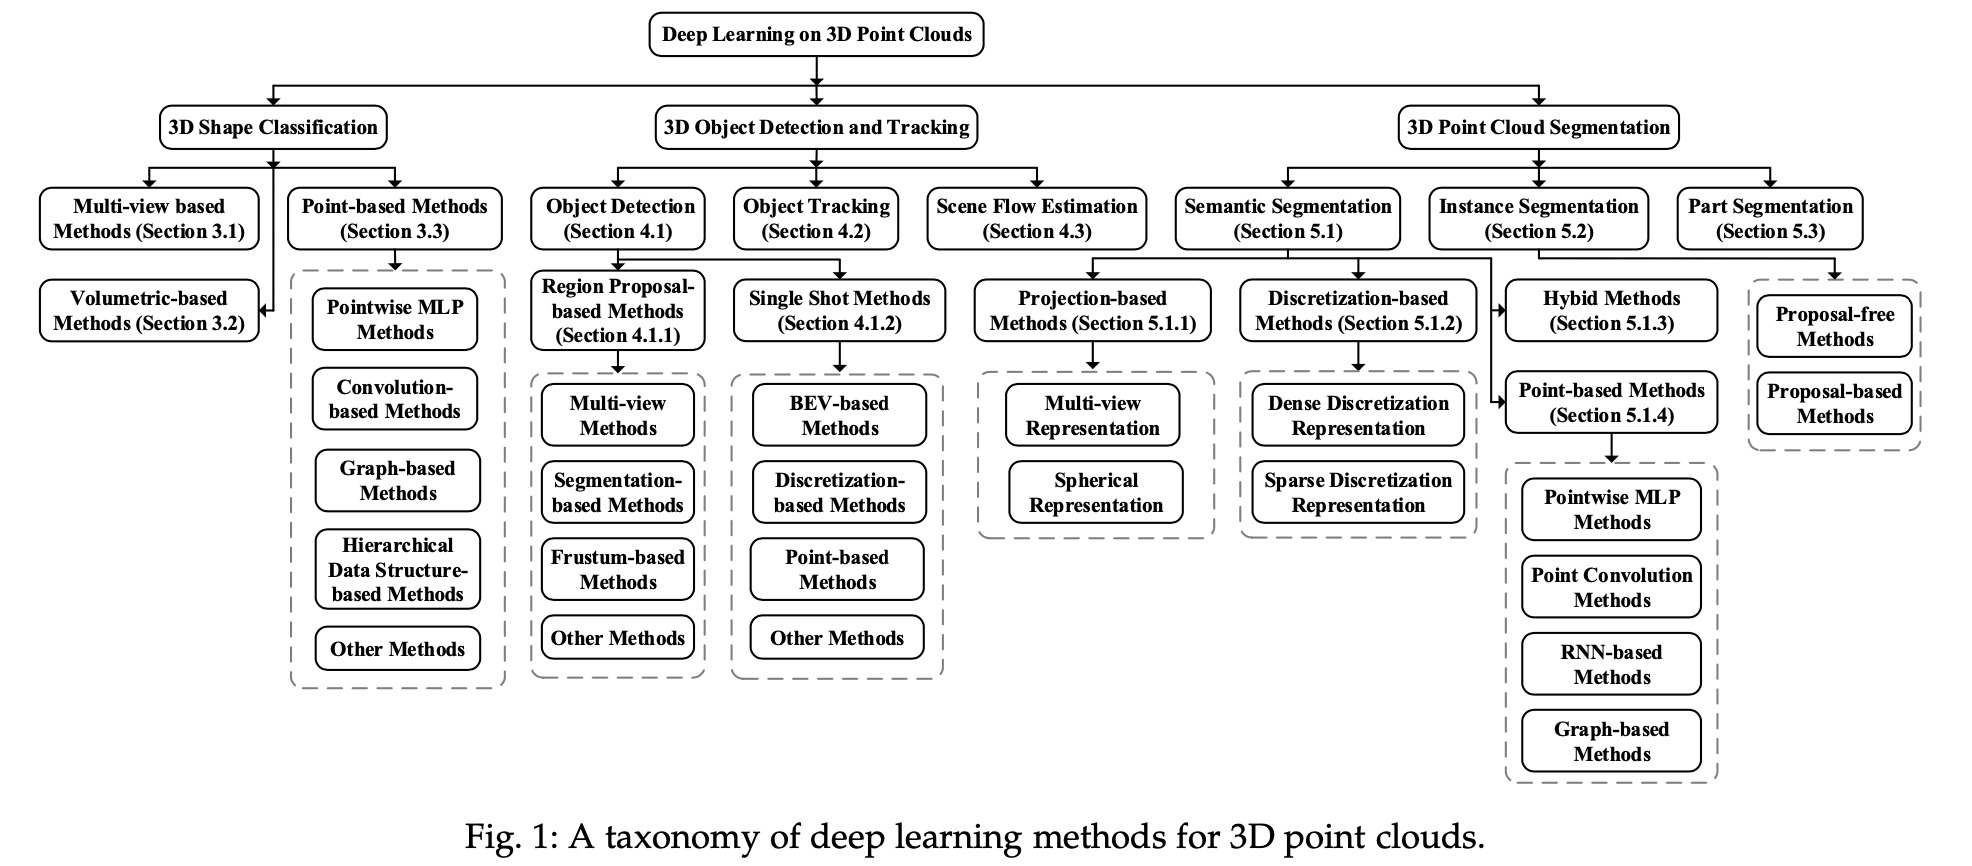 Deep Learning on 3D Point Clouds
3D Shape Classification
3D Object Detection and Tracking
3D Point Cloud Segmentation
Multi-view based
Methods (Section 3.1)
Point-based Methods
(Section 3.3)
Object Detection
(Section 4.1)
Object Tracking
(Section 4.2)
Scene Flow Estimation
(Section 4.3)
Semantic Segmentation
(Section 5.1)
Instance Segmentation
(Section 5.2)
Part Segmentation
(Section 5.3)
Volumetric-based
Methods (Section 3.2)
Pointwise MLP
Methods
Convolution-
based Methods
Graph-based
Methods
Hierarchical
Data Structure-
based Methods
Other Methods
Region Proposal-
based Methods
(Section 4.1.1)
Multi-view
Methods
Segmentation-
based Methods
Frustum-based
Methods
Other Methods
Single Shot Methods
(Section 4.1.2)
BEV-based
Methods
Discretization-
based Methods
Point-based
Methods
Other Methods
Projection-based
Methods (Section 5.1.1)
Multi-view
Representation
Spherical
Representation
Discretization-based
Methods (Section 5.1.2)
Dense Discretization
Representation
Sparse Discretization
Representation
Hybrid Methods
(Section 5.1.3)
Point-based Methods
(Section 5.1.4)
Pointwise MLP
Methods
Point Convolution
Methods
RNN-based
Methods
Graph-based
Methods
Proposal-free
Methods
Proposal-based
Methods
Fig. 1: A taxonomy of deep learning methods for 3D point clouds.